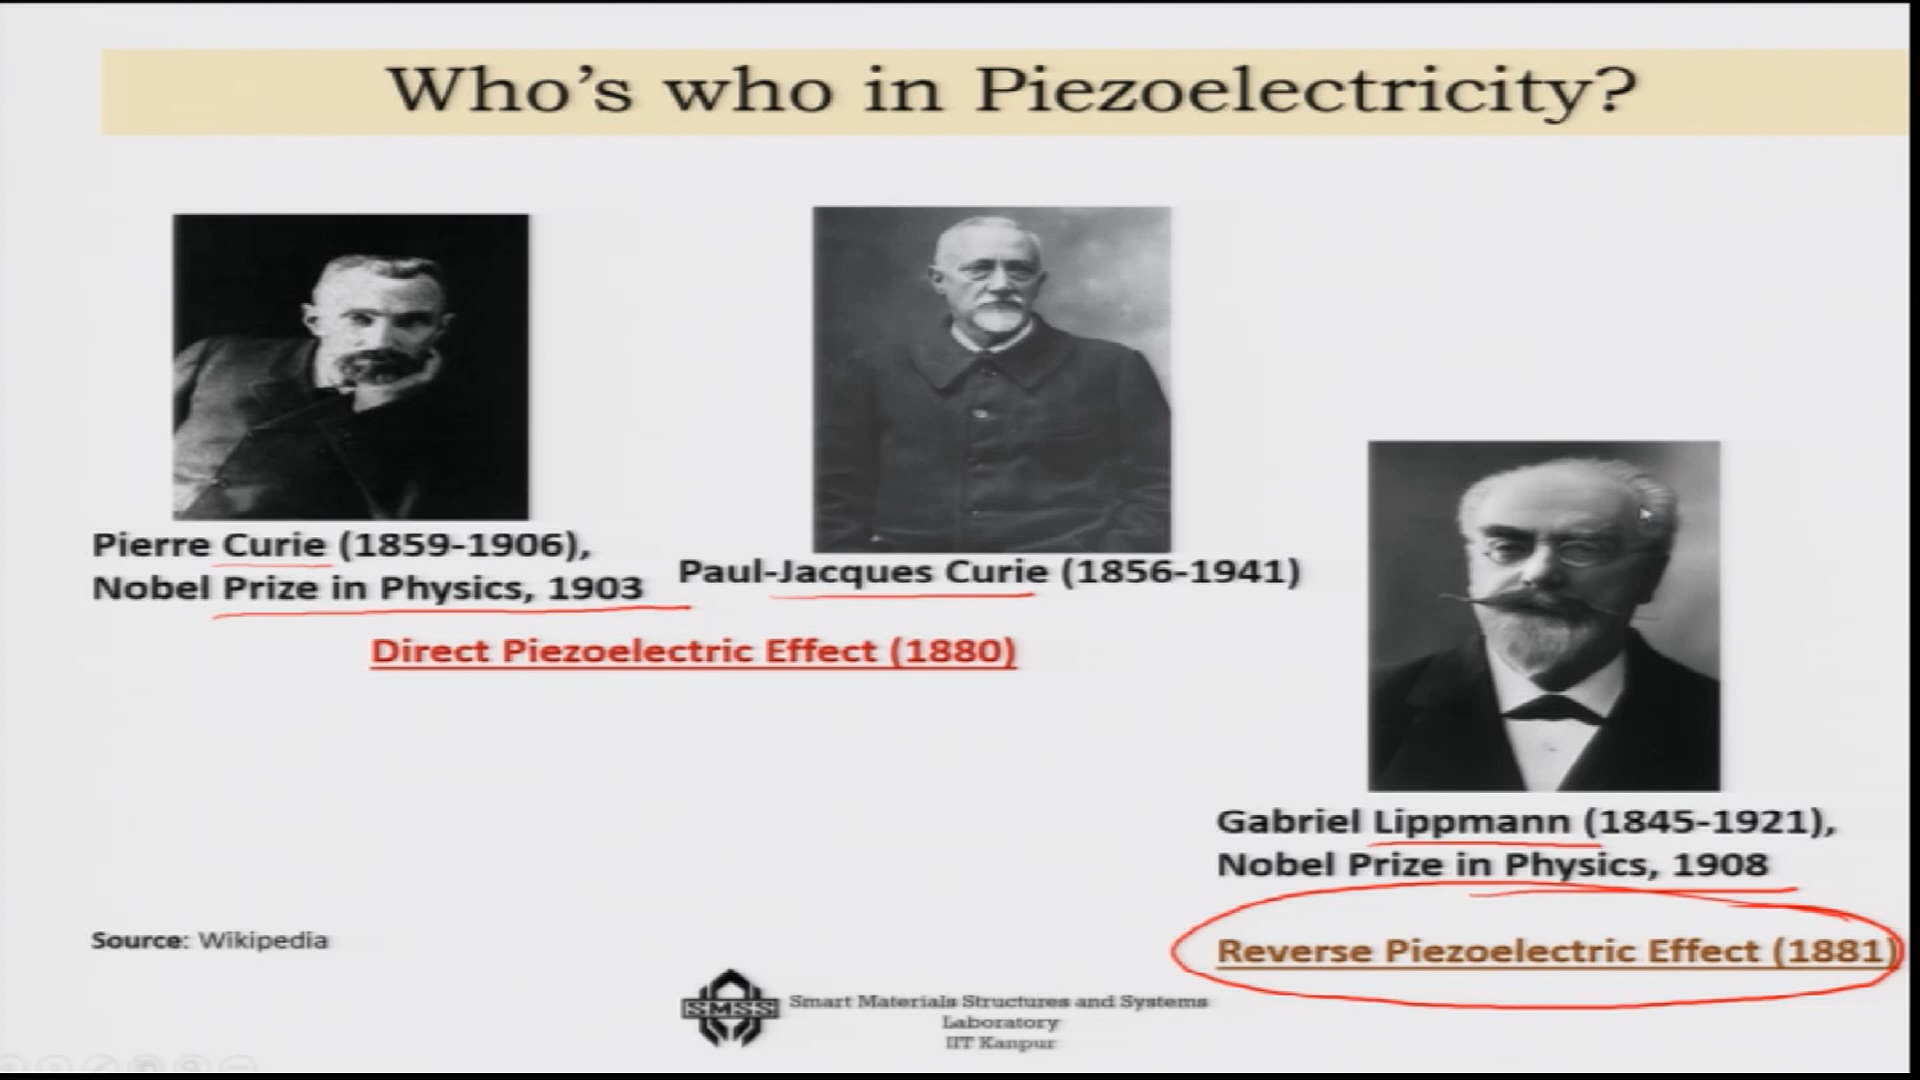 Who's who in Piezoelectricity?
Pierre Curie (1859-1906),
Nobel Prize in Physics, 1903
Paul-Jacques Curie (1856-1941)
Direct Piezoelectric Effect (1880)
Gabriel Lippmann (1845-1921),
Nobel Prize in Physics, 1908
Reverse Piezoelectric Effect (1881)
Source: Wikipedia
SMSS
Smart Materials Structures and Systems
Laboratory
IIT Kanpur